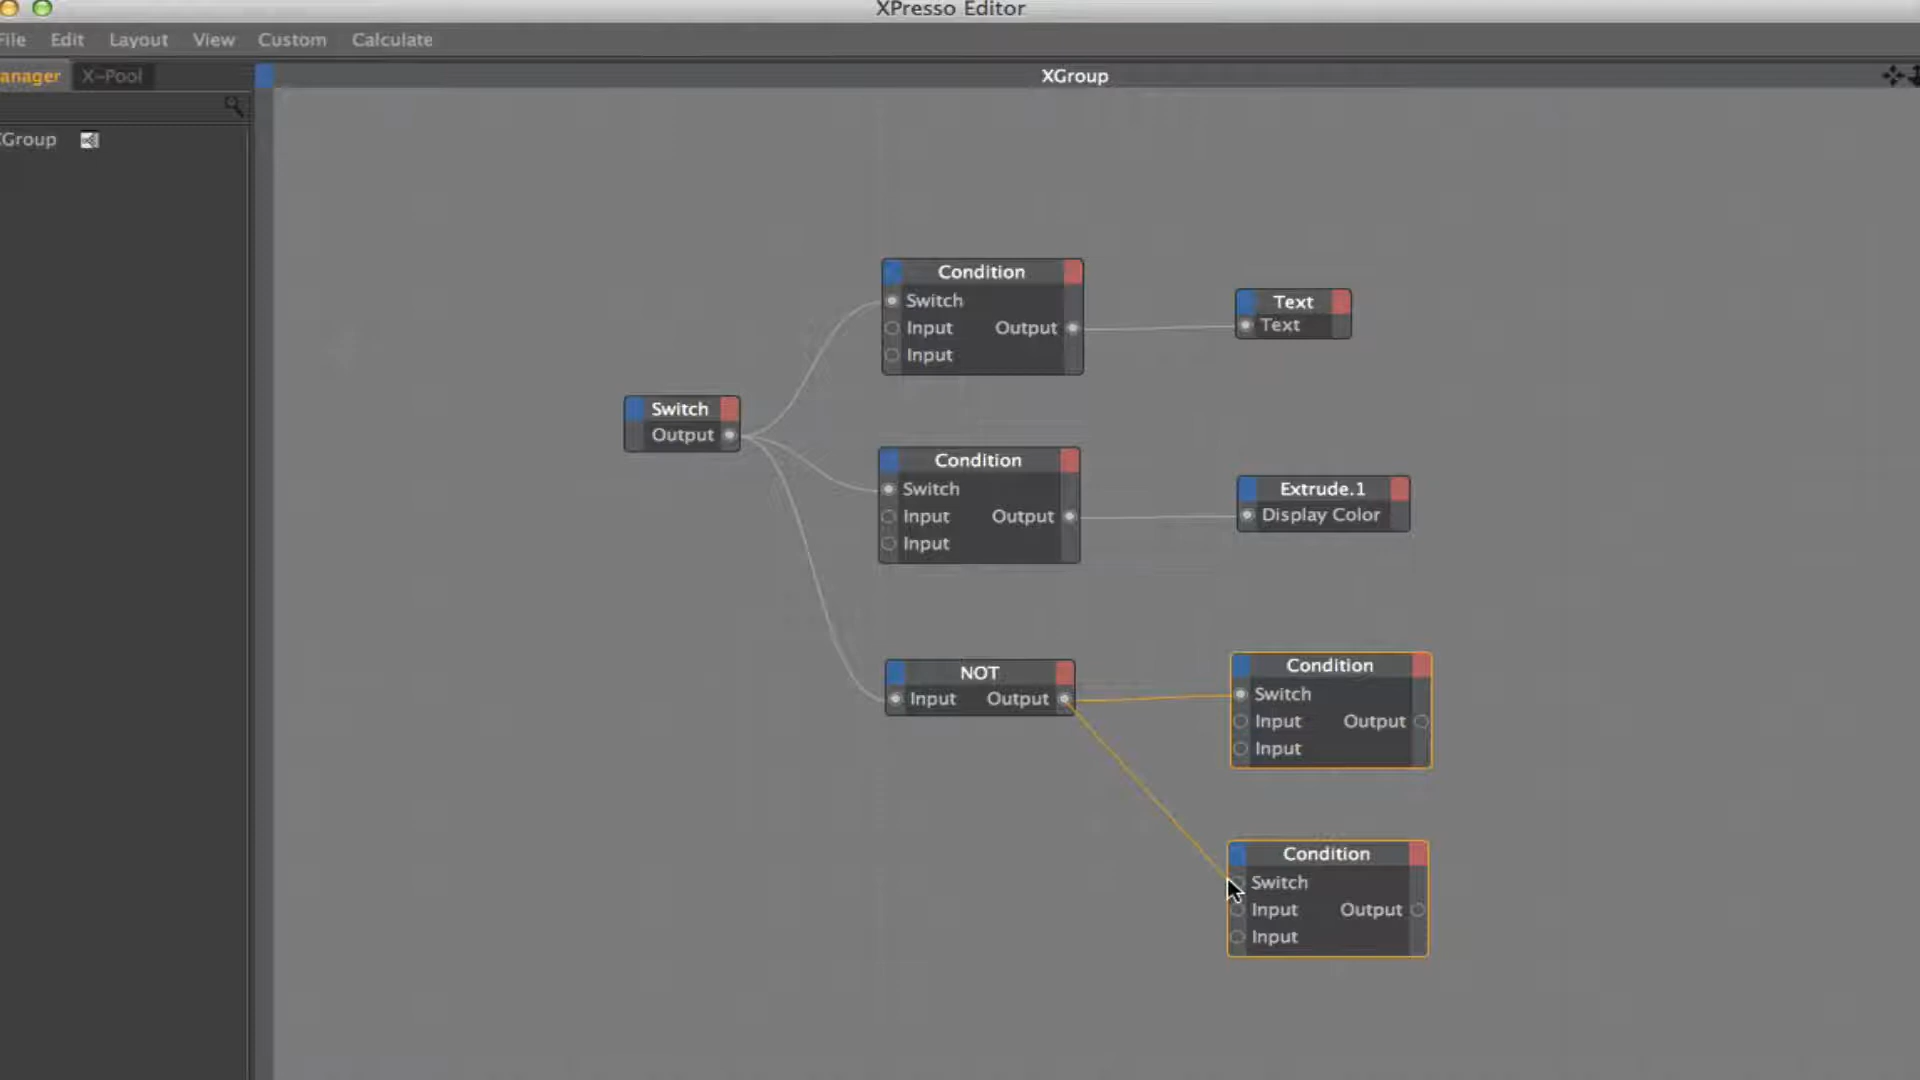 XPresso Editor
File Edit Layout View Custom Calculate
anager X-Pool
XGroup
XGroup
Condition
Switch
Input Output
Input
Text
Text
Switch
Output
Condition
Switch
Input Output
Input
Extrude.1
Display Color
NOT
Input Output
Condition
Switch
Input Output
Input
Condition
Switch
Input Output
Input